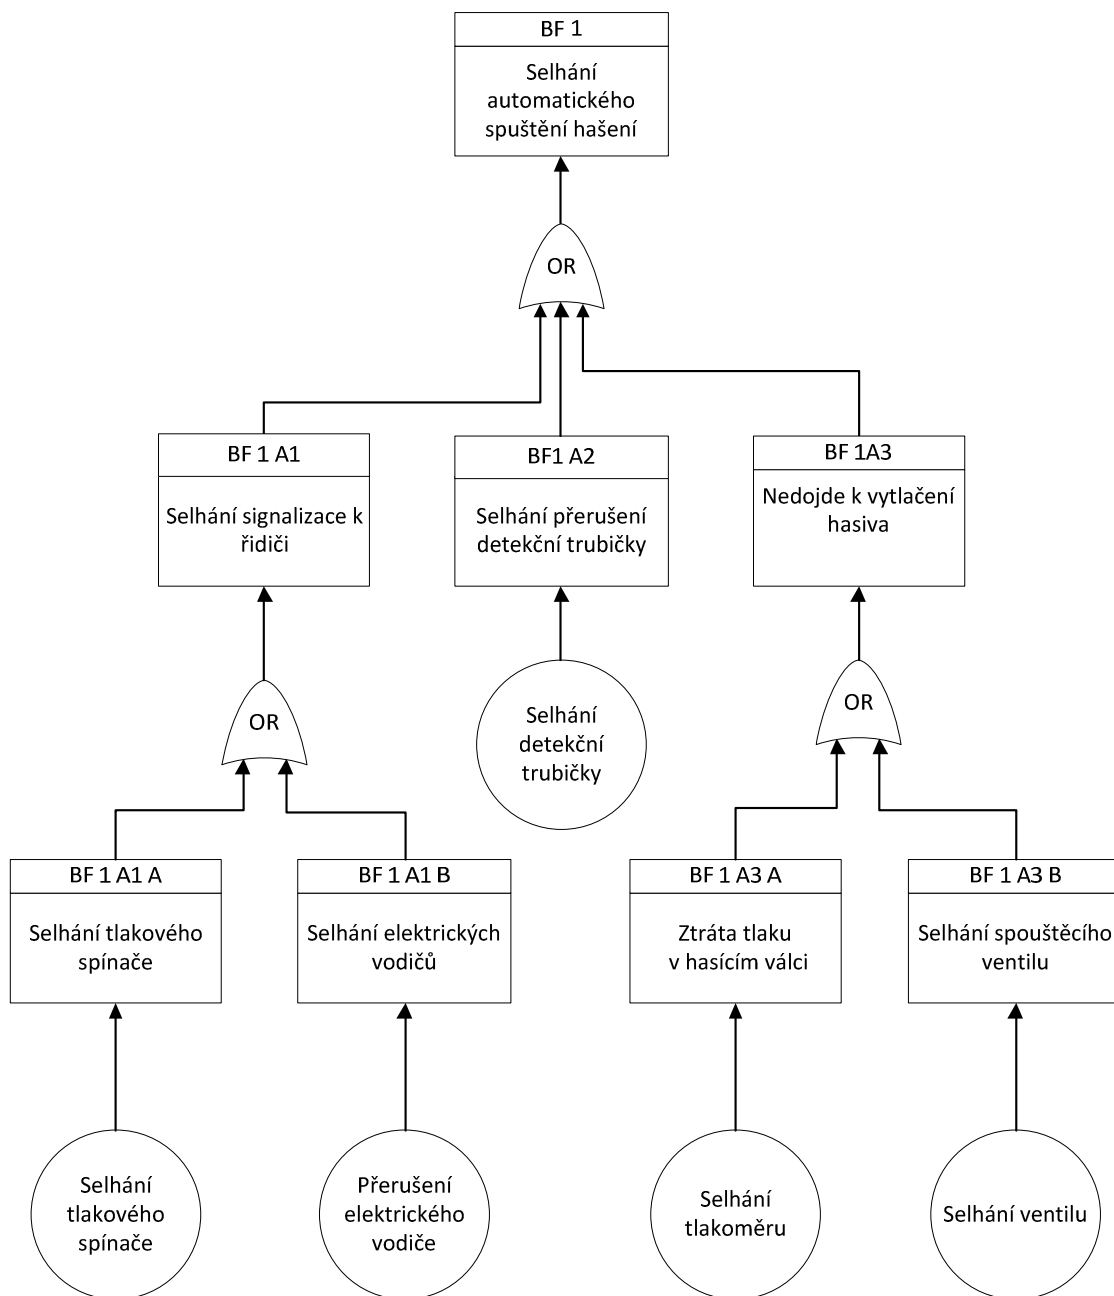 BF 1
Selhání
automatického
spuštění hašení
OR
BF 1 A1
Selhání signalizace k
řidiči
BF1 A2
Selhání přerušení
detekční trubičky
BF 1A3
Nedojde k vytlačení
hasiva
OR
Selhání
detekční
trubičky
OR
BF 1 A1 A
Selhání tlakového
spínače
BF 1 A1 B
Selhání elektrických
vodičů
BF 1 A3 A
Ztráta tlaku
v hasícím válci
BF 1 A3 B
Selhání spouštěcího
ventilu
Selhání
tlakového
spínače
Přerušení
elektrického
vodiče
Selhání
tlakoměru
Selhání ventilu